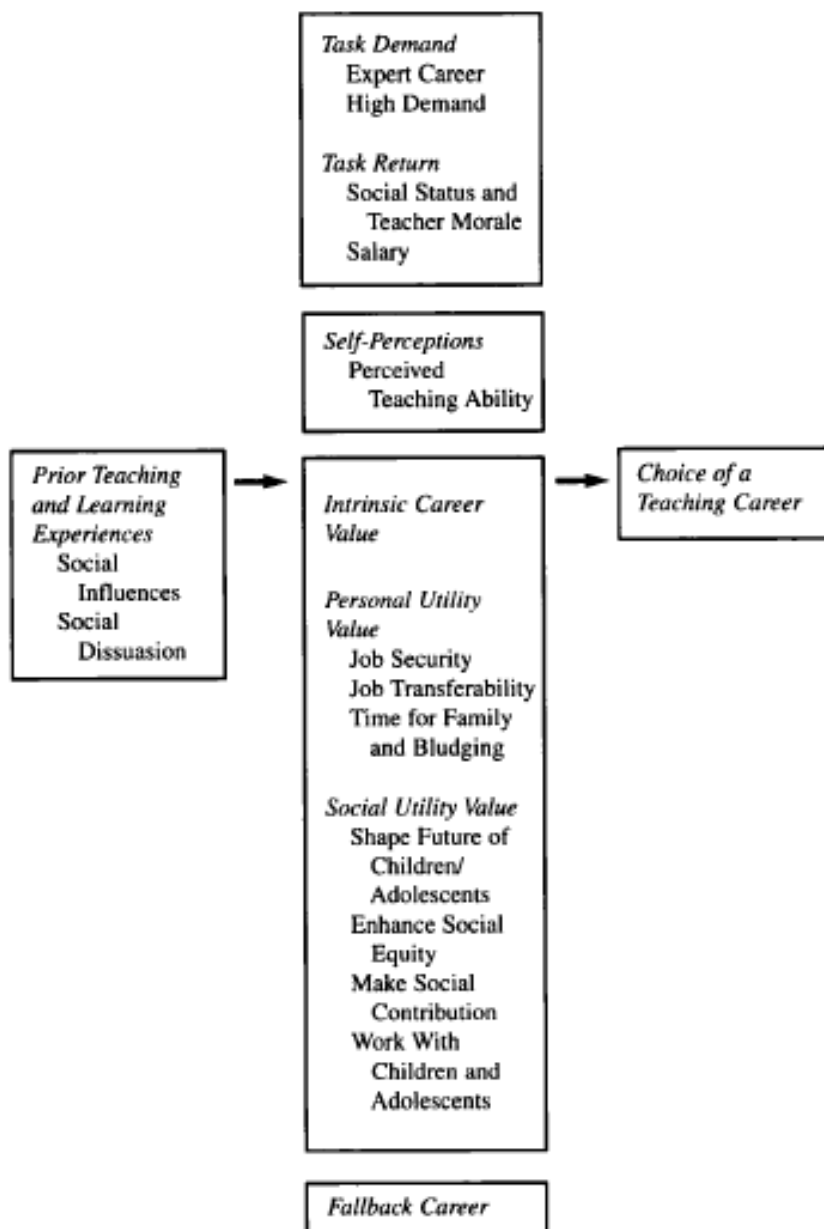 Task Demand
Expert Career
High Demand
Task Return
Social Status and
Teacher Morale
Salary
Self-Perceptions
Perceived
Teaching Ability
Prior Teaching
and Learning
Experiences
Social
Influences
Social
Dissuasion
Intrinsic Career
Value
Personal Utility
Value
Job Security
Job Transferability
Time for Family
and Bludging
Social Utility Value
Shape Future of
Children/
Adolescents
Enhance Social
Equity
Make Social
Contribution
Work With
Children and
Adolescents
Choice of a
Teaching Career
Fallback Career